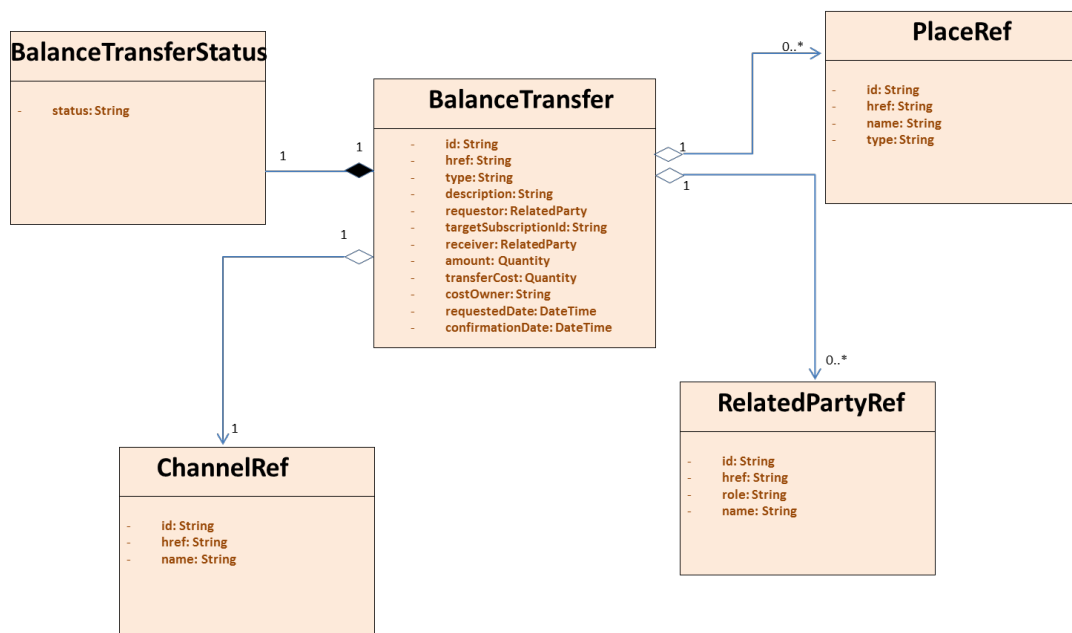 BalanceTransferStatus
- status: String
1
1
BalanceTransfer
- id: String
- href: String
- type: String
- description: String
- requestor: RelatedParty
- targetSubscriptionId: String
- receiver: RelatedParty
- amount: Quantity
- transferCost: Quantity
- costOwner: String
- requestedDate: DateTime
- confirmationDate: DateTime
1
0..*
PlaceRef
- id: String
- href: String
- name: String
- type: String
1
0..*
RelatedPartyRef
- id: String
- href: String
- role: String
- name: String
1
1
ChannelRef
- id: String
- href: String
- name: String